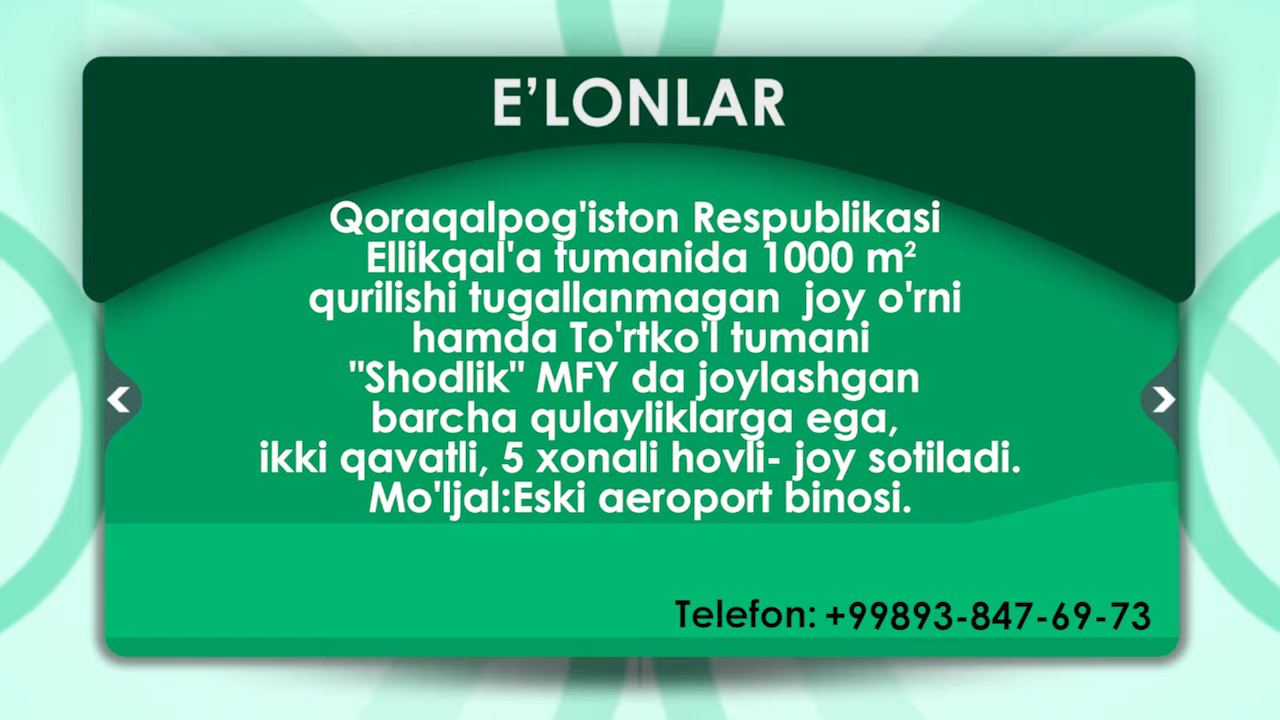 E’LONLAR
Qoraqalpog'iston Respublikasi
Ellikqal'a tumanida 1000 m²
qurilishi tugallanmagan  joy o'rni
hamda To'rtko'l tumani
"Shodlik" MFY da joylashgan
barcha qulayliklarga ega,
ikki qavatli, 5 xonali hovli- joy sotiladi.
Mo'ljal:Eski aeroport binosi.
Telefon: +99893-847-69-73